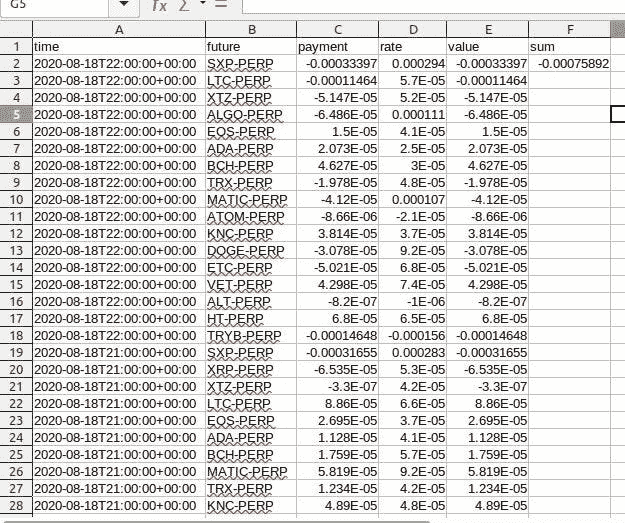 G5
A B C D E F
1 time future payment rate value sum
2 2020-08-18T22:00:00+00:00 SXP-PERP -0.00033397 0.000294 -0.00033397 -0.00075892
3 2020-08-18T22:00:00+00:00 LTC-PERP -0.00011464 5.7E-05 -0.00011464
4 2020-08-18T22:00:00+00:00 XTZ-PERP -5.147E-05 5.2E-05 -5.147E-05
5 2020-08-18T22:00:00+00:00 ALGO-PERP -6.486E-05 0.000111 -6.486E-05
6 2020-08-18T22:00:00+00:00 EOS-PERP 1.5E-05 4.1E-05 1.5E-05
7 2020-08-18T22:00:00+00:00 ADA-PERP 2.073E-05 2.5E-05 2.073E-05
8 2020-08-18T22:00:00+00:00 BCH-PERP 4.627E-05 3E-05 4.627E-05
9 2020-08-18T22:00:00+00:00 TRX-PERP -1.978E-05 4.8E-05 -1.978E-05
10 2020-08-18T22:00:00+00:00 MATIC-PERP -4.12E-05 0.000107 -4.12E-05
11 2020-08-18T22:00:00+00:00 ATOM-PERP -8.66E-06 -2.1E-05 -8.66E-06
12 2020-08-18T22:00:00+00:00 KNC-PERP 3.814E-05 3.7E-05 3.814E-05
13 2020-08-18T22:00:00+00:00 DOGE-PERP -3.078E-05 9.2E-05 -3.078E-05
14 2020-08-18T22:00:00+00:00 ETC-PERP -5.021E-05 6.8E-05 -5.021E-05
15 2020-08-18T22:00:00+00:00 VET-PERP 4.298E-05 7.4E-05 4.298E-05
16 2020-08-18T22:00:00+00:00 ALT-PERP -8.2E-07 -1E-06 -8.2E-07
17 2020-08-18T22:00:00+00:00 HT-PERP 6.8E-05 6.5E-05 6.8E-05
18 2020-08-18T22:00:00+00:00 TRYB-PERP -0.00014648 -0.000156 -0.00014648
19 2020-08-18T21:00:00+00:00 SXP-PERP -0.00031655 0.000283 -0.00031655
20 2020-08-18T21:00:00+00:00 XRP-PERP -6.535E-05 5.3E-05 -6.535E-05
21 2020-08-18T21:00:00+00:00 XTZ-PERP -3.3E-07 4.2E-05 -3.3E-07
22 2020-08-18T21:00:00+00:00 LTC-PERP 8.86E-05 6.6E-05 8.86E-05
23 2020-08-18T21:00:00+00:00 EOS-PERP 2.695E-05 3.7E-05 2.695E-05
24 2020-08-18T21:00:00+00:00 ADA-PERP 1.128E-05 4.1E-05 1.128E-05
25 2020-08-18T21:00:00+00:00 BCH-PERP 1.759E-05 5.7E-05 1.759E-05
26 2020-08-18T21:00:00+00:00 MATIC-PERP 5.819E-05 9.2E-05 5.819E-05
27 2020-08-18T21:00:00+00:00 TRX-PERP 1.234E-05 4.2E-05 1.234E-05
28 2020-08-18T21:00:00+00:00 KNC-PERP 4.89E-05 4.8E-05 4.89E-05